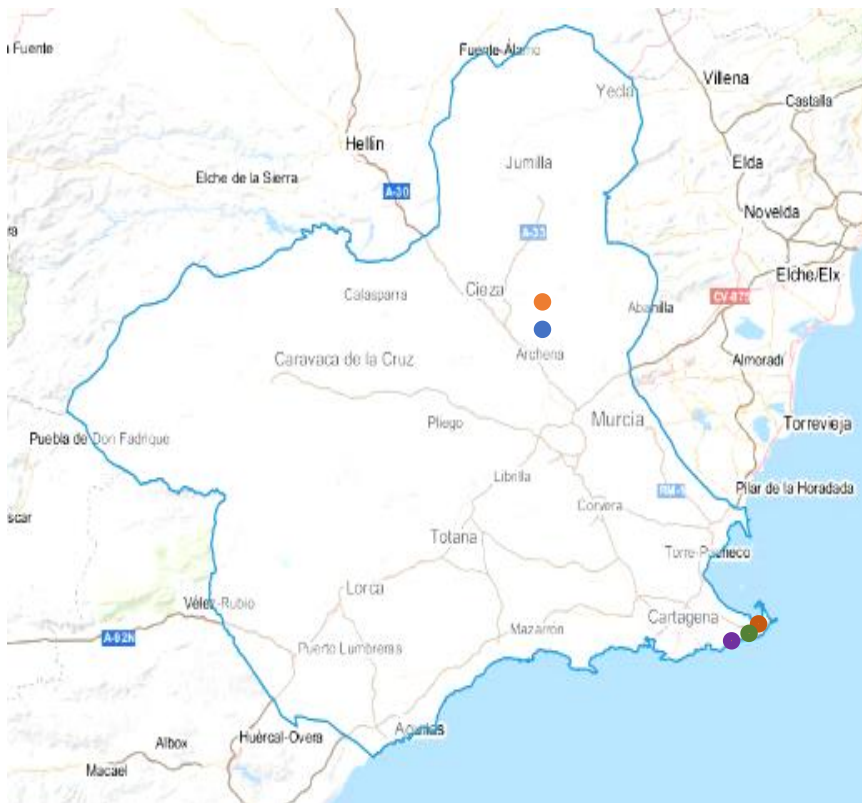 Fuente
Fuente-Álamo
Villena
Yecla
Castalla
Hellín
Jumilla
Elda
Elche de la Sierra
A-30
Novelda
A-33
Elche/Elx
Cieza
Calasparra
CV-875
Abanilla
Archena
Almoradí
Caravaca de la Cruz
Murcia
Pliego
Torrevieja
Puebla de Don Fadrique
Librilla
RM-1
Pilar de la Horadada
Corvera
scar
Totana
Torre-Pacheco
Lorca
Vélez-Rubio
Cartagena
Mazarrón
A-92N
Puerto Lumbreras
Águilas
Albox
Huércal-Overa
Macael